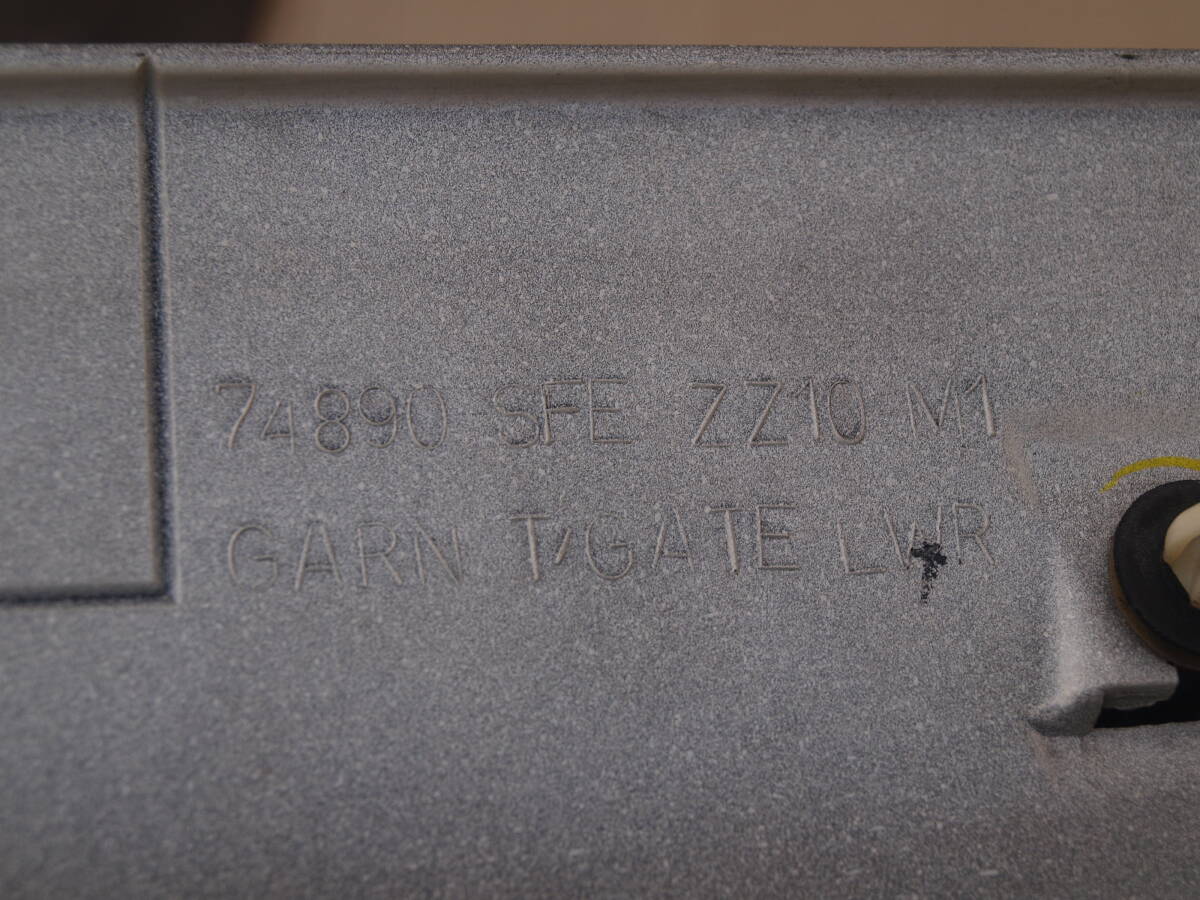 74890 SFE ZZ10 M1
GARN T/GATE LWR